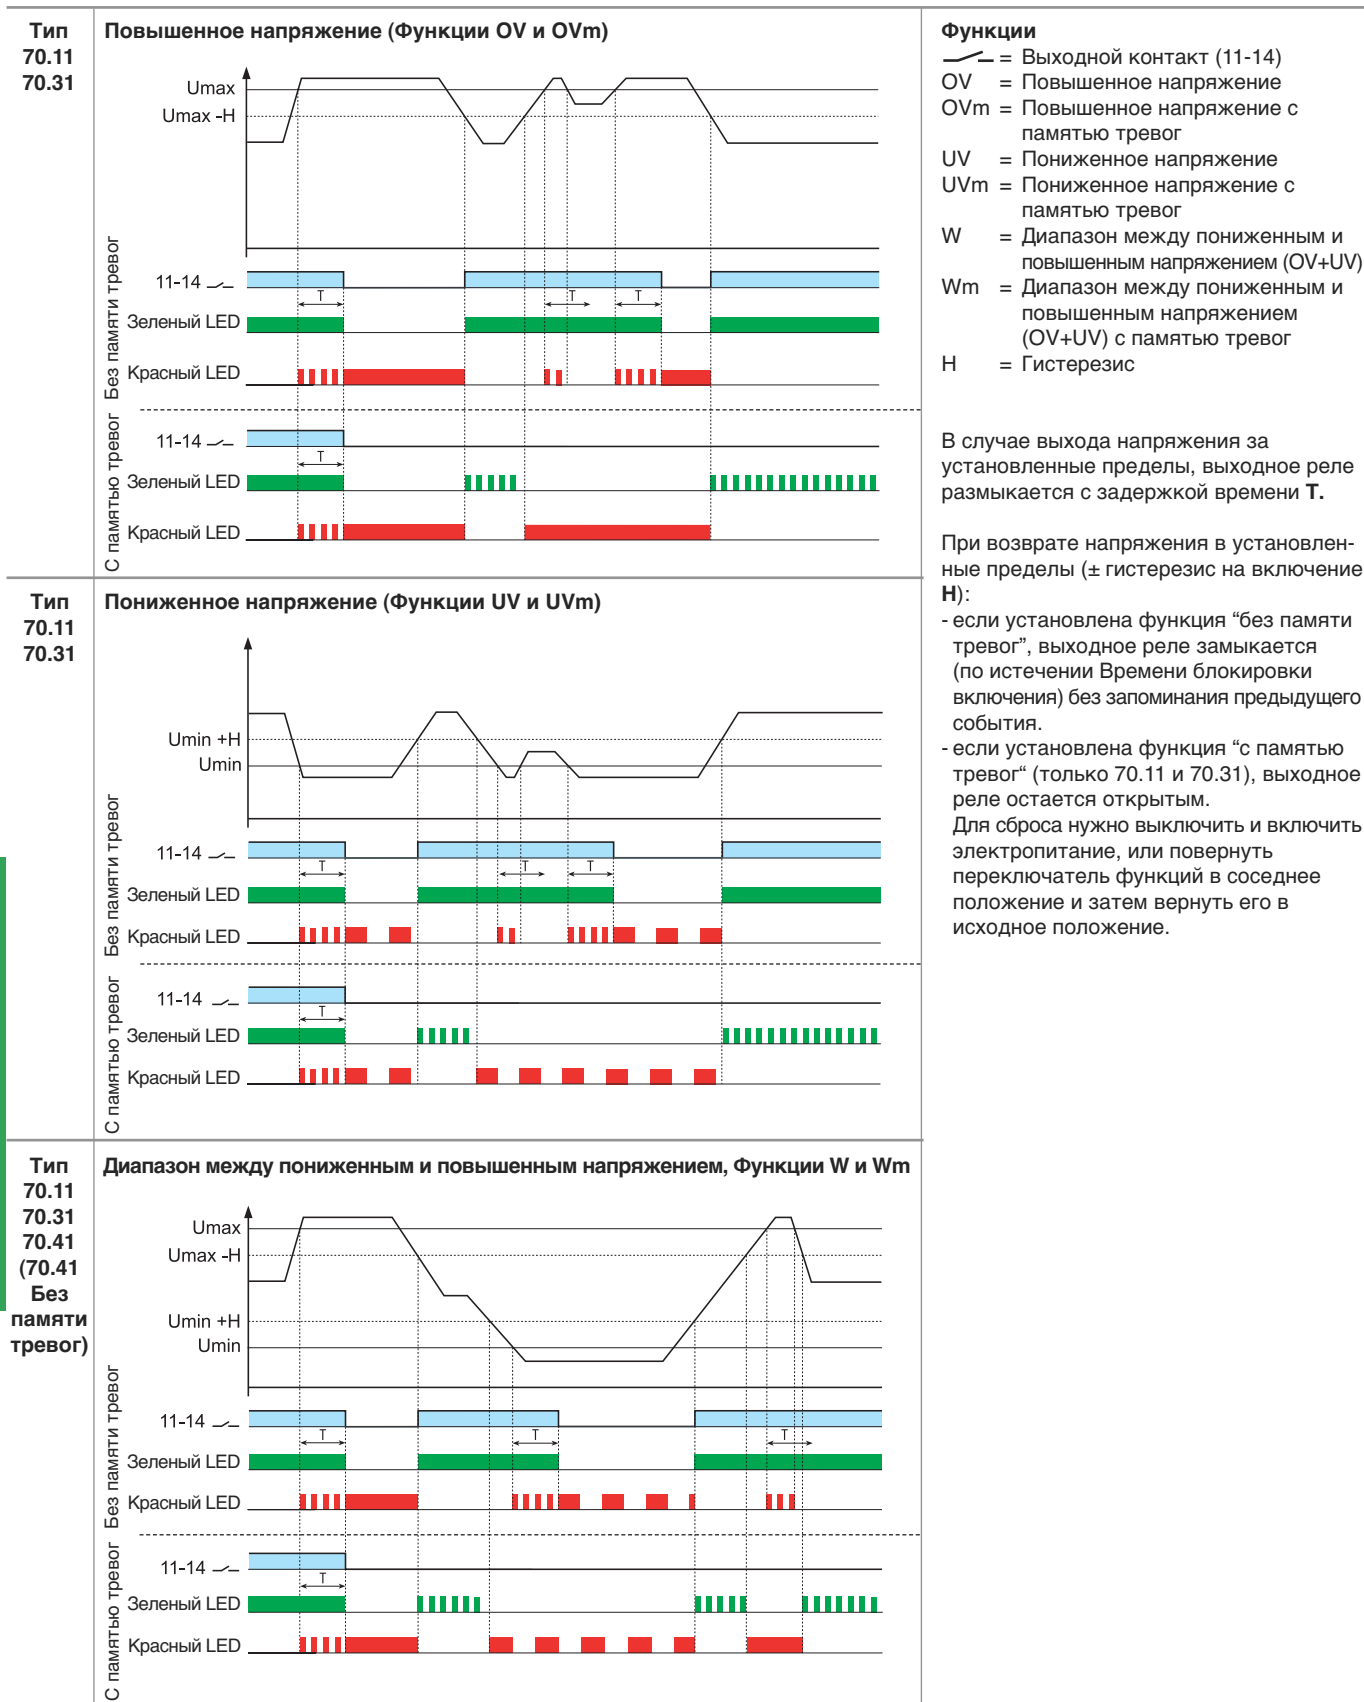 Тип
70.11
70.31
Повышенное напряжение (Функции OV и OVm)
Umax
Umax -H
Без памяти тревог
11-14
T
T
T
Зеленый LED
Красный LED
С памятью тревог
11-14
T
Зеленый LED
Красный LED
Тип
70.11
70.31
Пониженное напряжение (Функции UV и UVm)
Umin +H
Umin
Без памяти тревог
11-14
T
T
T
Зеленый LED
Красный LED
С памятью тревог
11-14
T
Зеленый LED
Красный LED
Тип
70.11
70.31
70.41
(70.41
Без
памяти
тревог)
Диапазон между пониженным и повышенным напряжением, Функции W и Wm
Umax
Umax -H
Umin +H
Umin
Без памяти тревог
11-14
T
T
T
Зеленый LED
Красный LED
С памятью тревог
11-14
T
Зеленый LED
Красный LED
Функции
= Выходной контакт (11-14)
OV = Повышенное напряжение
OVm = Повышенное напряжение с
памятью тревог
UV = Пониженное напряжение
UVm = Пониженное напряжение с
памятью тревог
W = Диапазон между пониженным и
повышенным напряжением (OV+UV)
Wm = Диапазон между пониженным и
повышенным напряжением
(OV+UV) с памятью тревог
H = Гистерезис
В случае выхода напряжения за
установленные пределы, выходное реле
размыкается с задержкой времени T.
При возврате напряжения в установлен-
ные пределы (± гистерезис на включение
H):
- если установлена функция “без памяти
тревог”, выходное реле замыкается
(по истечении Времени блокировки
включения) без запоминания предыдущего
события.
- если установлена функция “с памятью
тревог“ (только 70.11 и 70.31), выходное
реле остается открытым.
Для сброса нужно выключить и включить
электропитание, или повернуть
переключатель функций в соседнее
положение и затем вернуть его в
исходное положение.